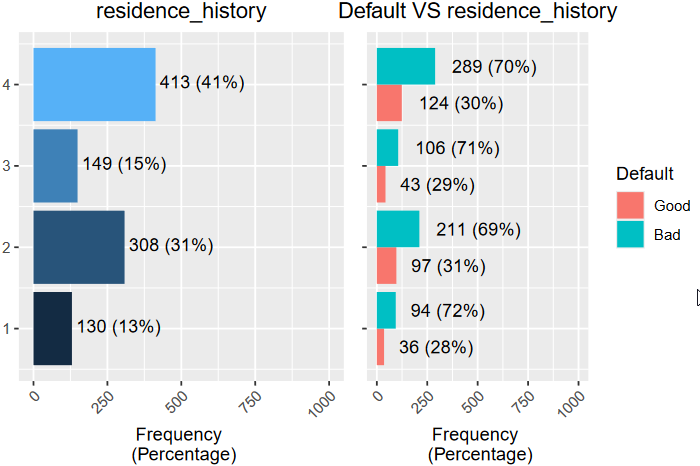 residence_history
4
413 (41%)
3
149 (15%)
2
308 (31%)
1
130 (13%)
0
250
500
750
1000
Frequency
(Percentage)
Default VS residence_history
289 (70%)
124 (30%)
106 (71%)
43 (29%)
211 (69%)
97 (31%)
94 (72%)
36 (28%)
0
250
500
750
1000
Frequency
(Percentage)
Default
Good
Bad